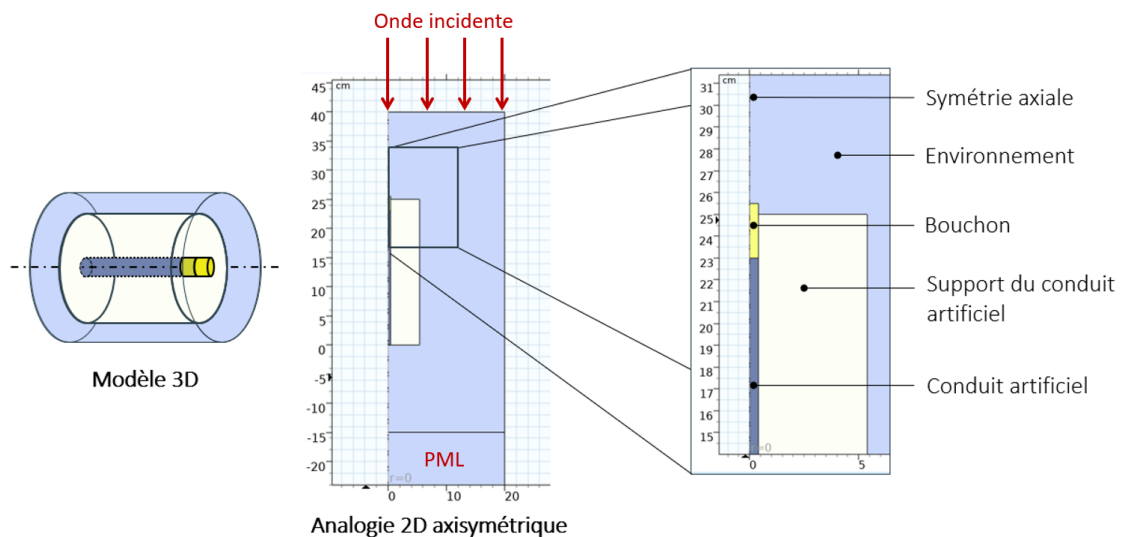 Onde incidente
cm
45
40
35
30
25
20
15
10
5
0
-5
-10
-15
-20
PML
r=0
0
10
20
Analogie 2D axisymétrique
Modèle 3D
cm
31
30
29
28
27
26
25
24
23
22
21
20
19
18
17
16
15
r=0
0
5
Symétrie axiale
Environnement
Bouchon
Support du conduit
artificiel
Conduit artificiel